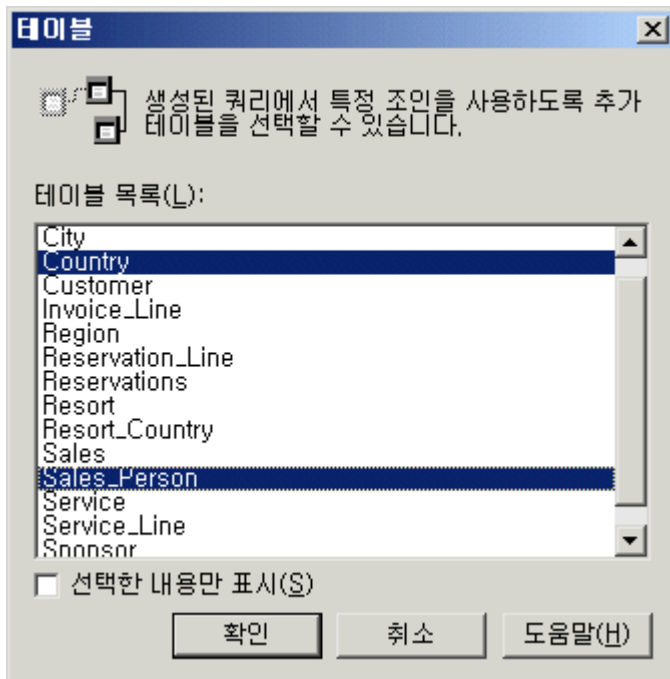 테이블
생성된 쿼리에서 특정 조인을 사용하도록 추가
테이블을 선택할 수 있습니다.
테이블 목록(L):
City
Country
Customer
Invoice_Line
Region
Reservation_Line
Reservations
Resort
Resort_Country
Sales
Sales_Person
Service
Service_Line
Sponsor
선택한 내용만 표시(S)
확인
취소
도움말(H)